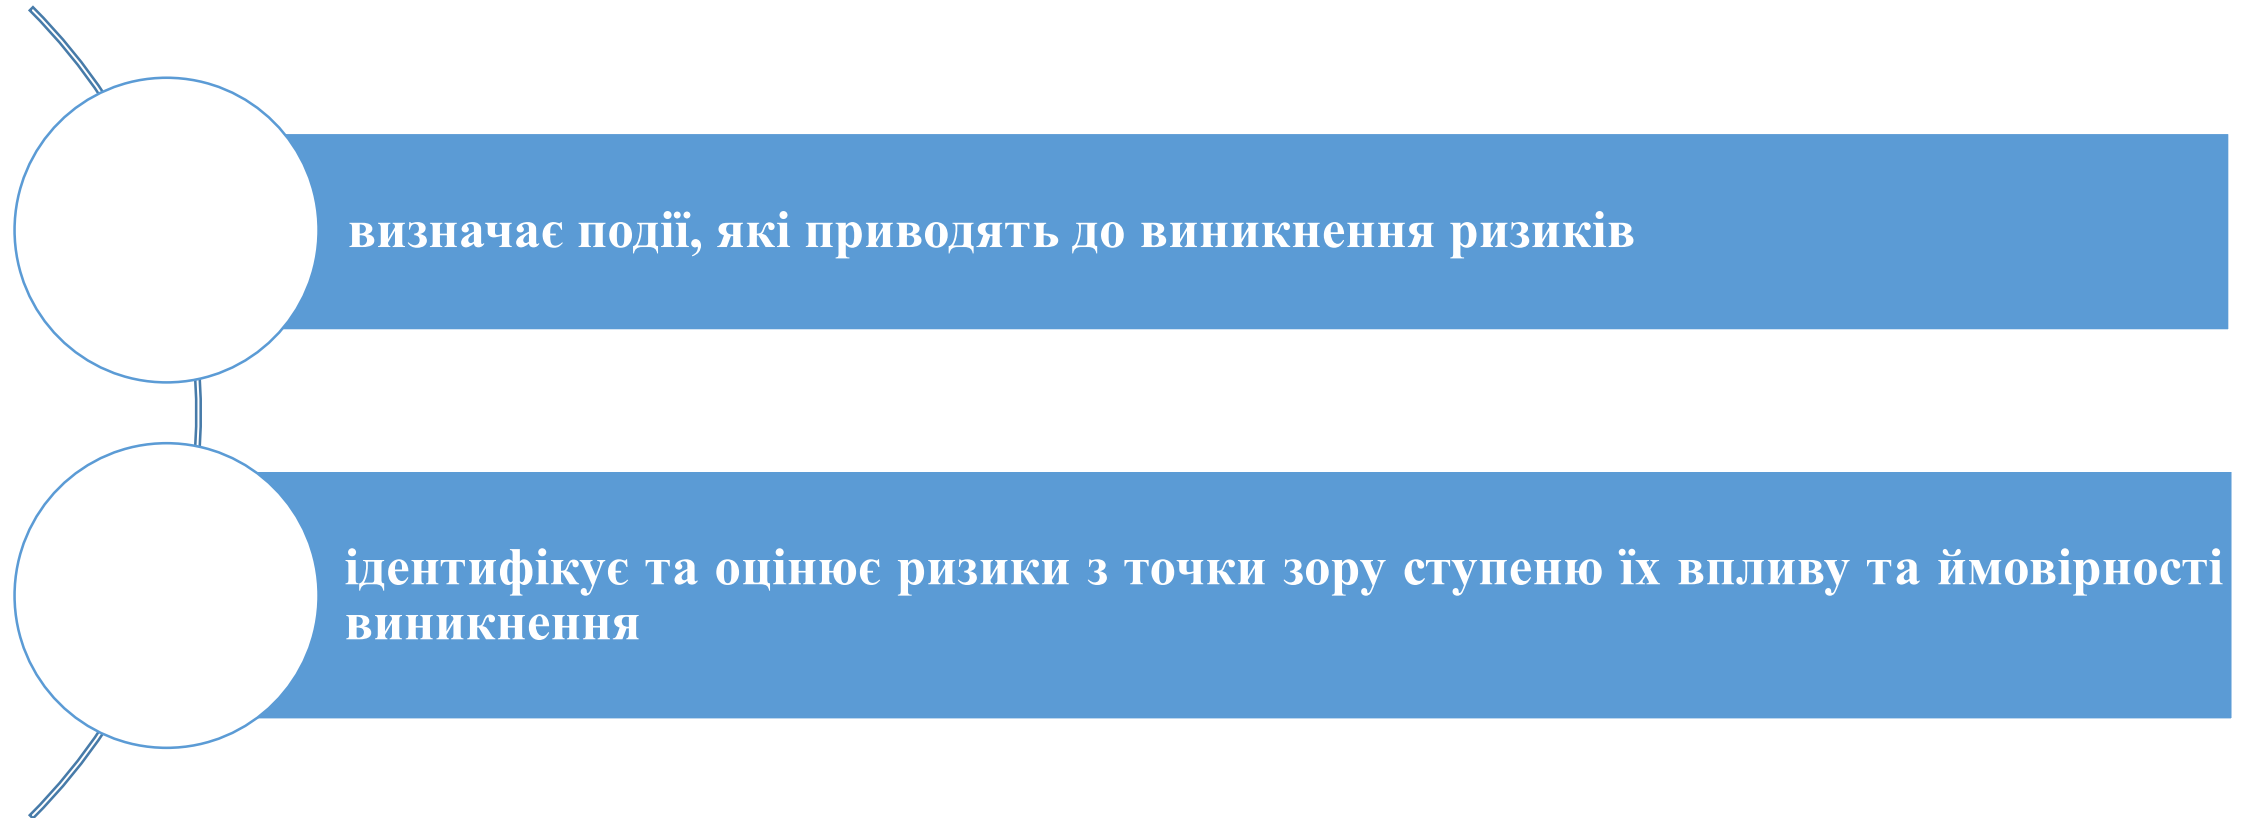 визначає події, які приводять до виникнення ризиків
ідентифікує та оцінює ризики з точки зору ступеню їх впливу та ймовірності
виникнення